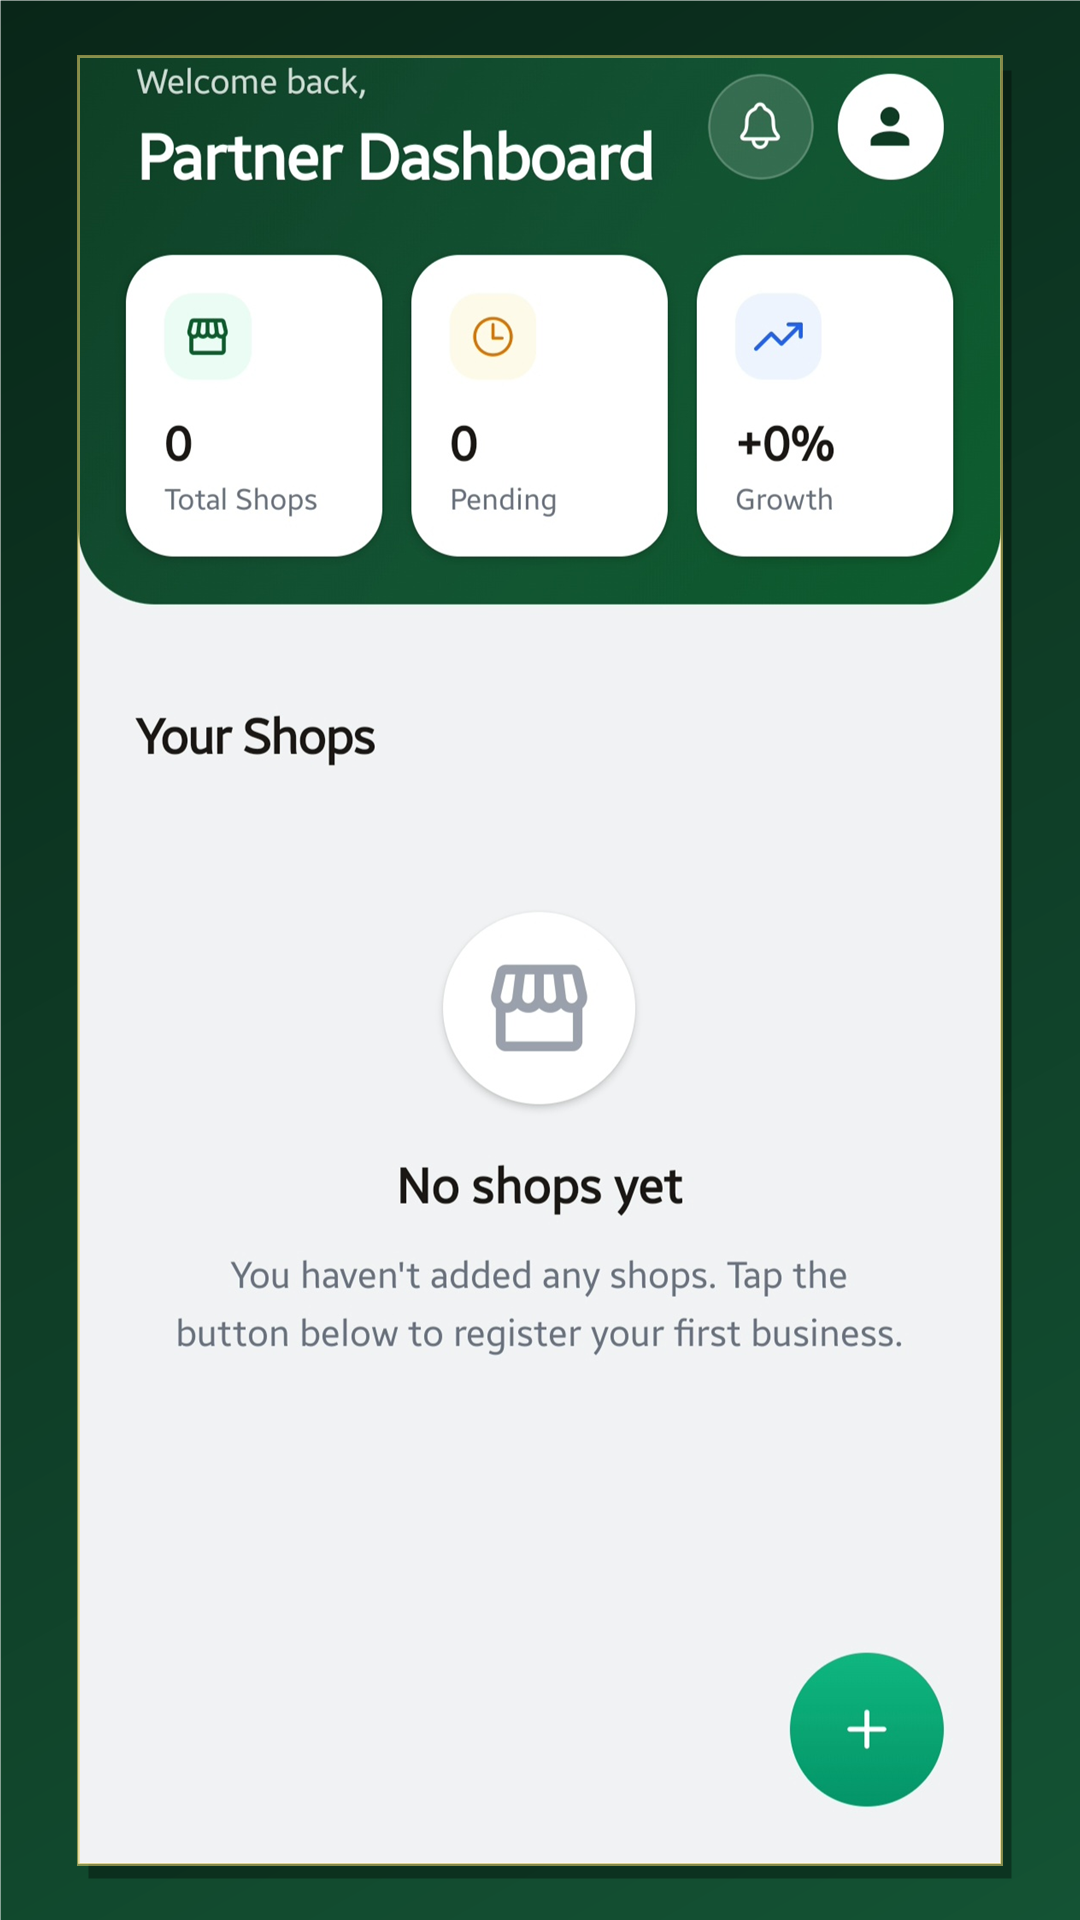 Welcome back,
Partner Dashboard
0
Total Shops
0
Pending
+0%
Growth
Your Shops
No shops yet
You haven't added any shops. Tap the
button below to register your first business.